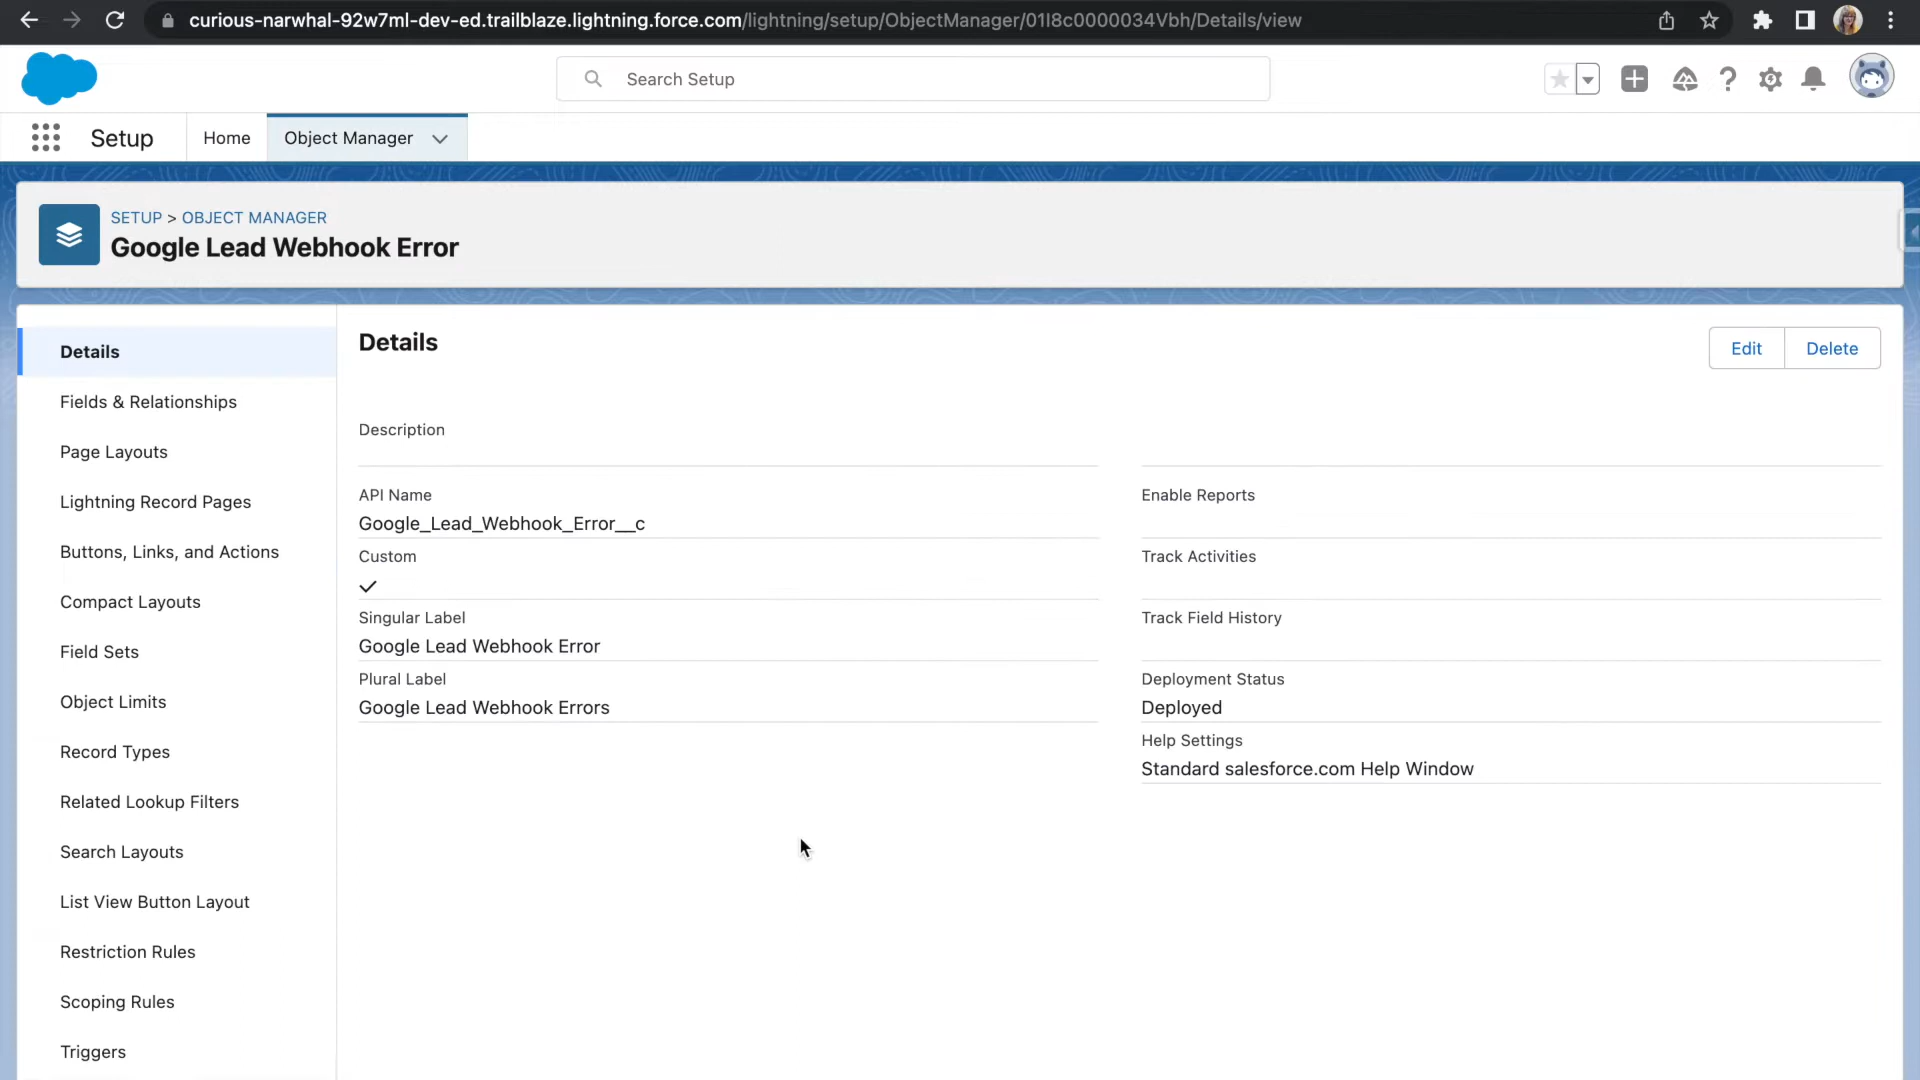 curious-narwhal-92w7ml-dev-ed.trailblaze.lightning.force.com/lightning/setup/ObjectManager/01I8c0000034Vbh/Details/view
Search Setup
Setup
Home
Object Manager
SETUP > OBJECT MANAGER
Google Lead Webhook Error
Details
Fields & Relationships
Page Layouts
Lightning Record Pages
Buttons, Links, and Actions
Compact Layouts
Field Sets
Object Limits
Record Types
Related Lookup Filters
Search Layouts
List View Button Layout
Restriction Rules
Scoping Rules
Triggers
Details
Edit
Delete
Description
API Name
Google_Lead_Webhook_Error__c
Custom
Singular Label
Google Lead Webhook Error
Plural Label
Google Lead Webhook Errors
Enable Reports
Track Activities
Track Field History
Deployment Status
Deployed
Help Settings
Standard salesforce.com Help Window